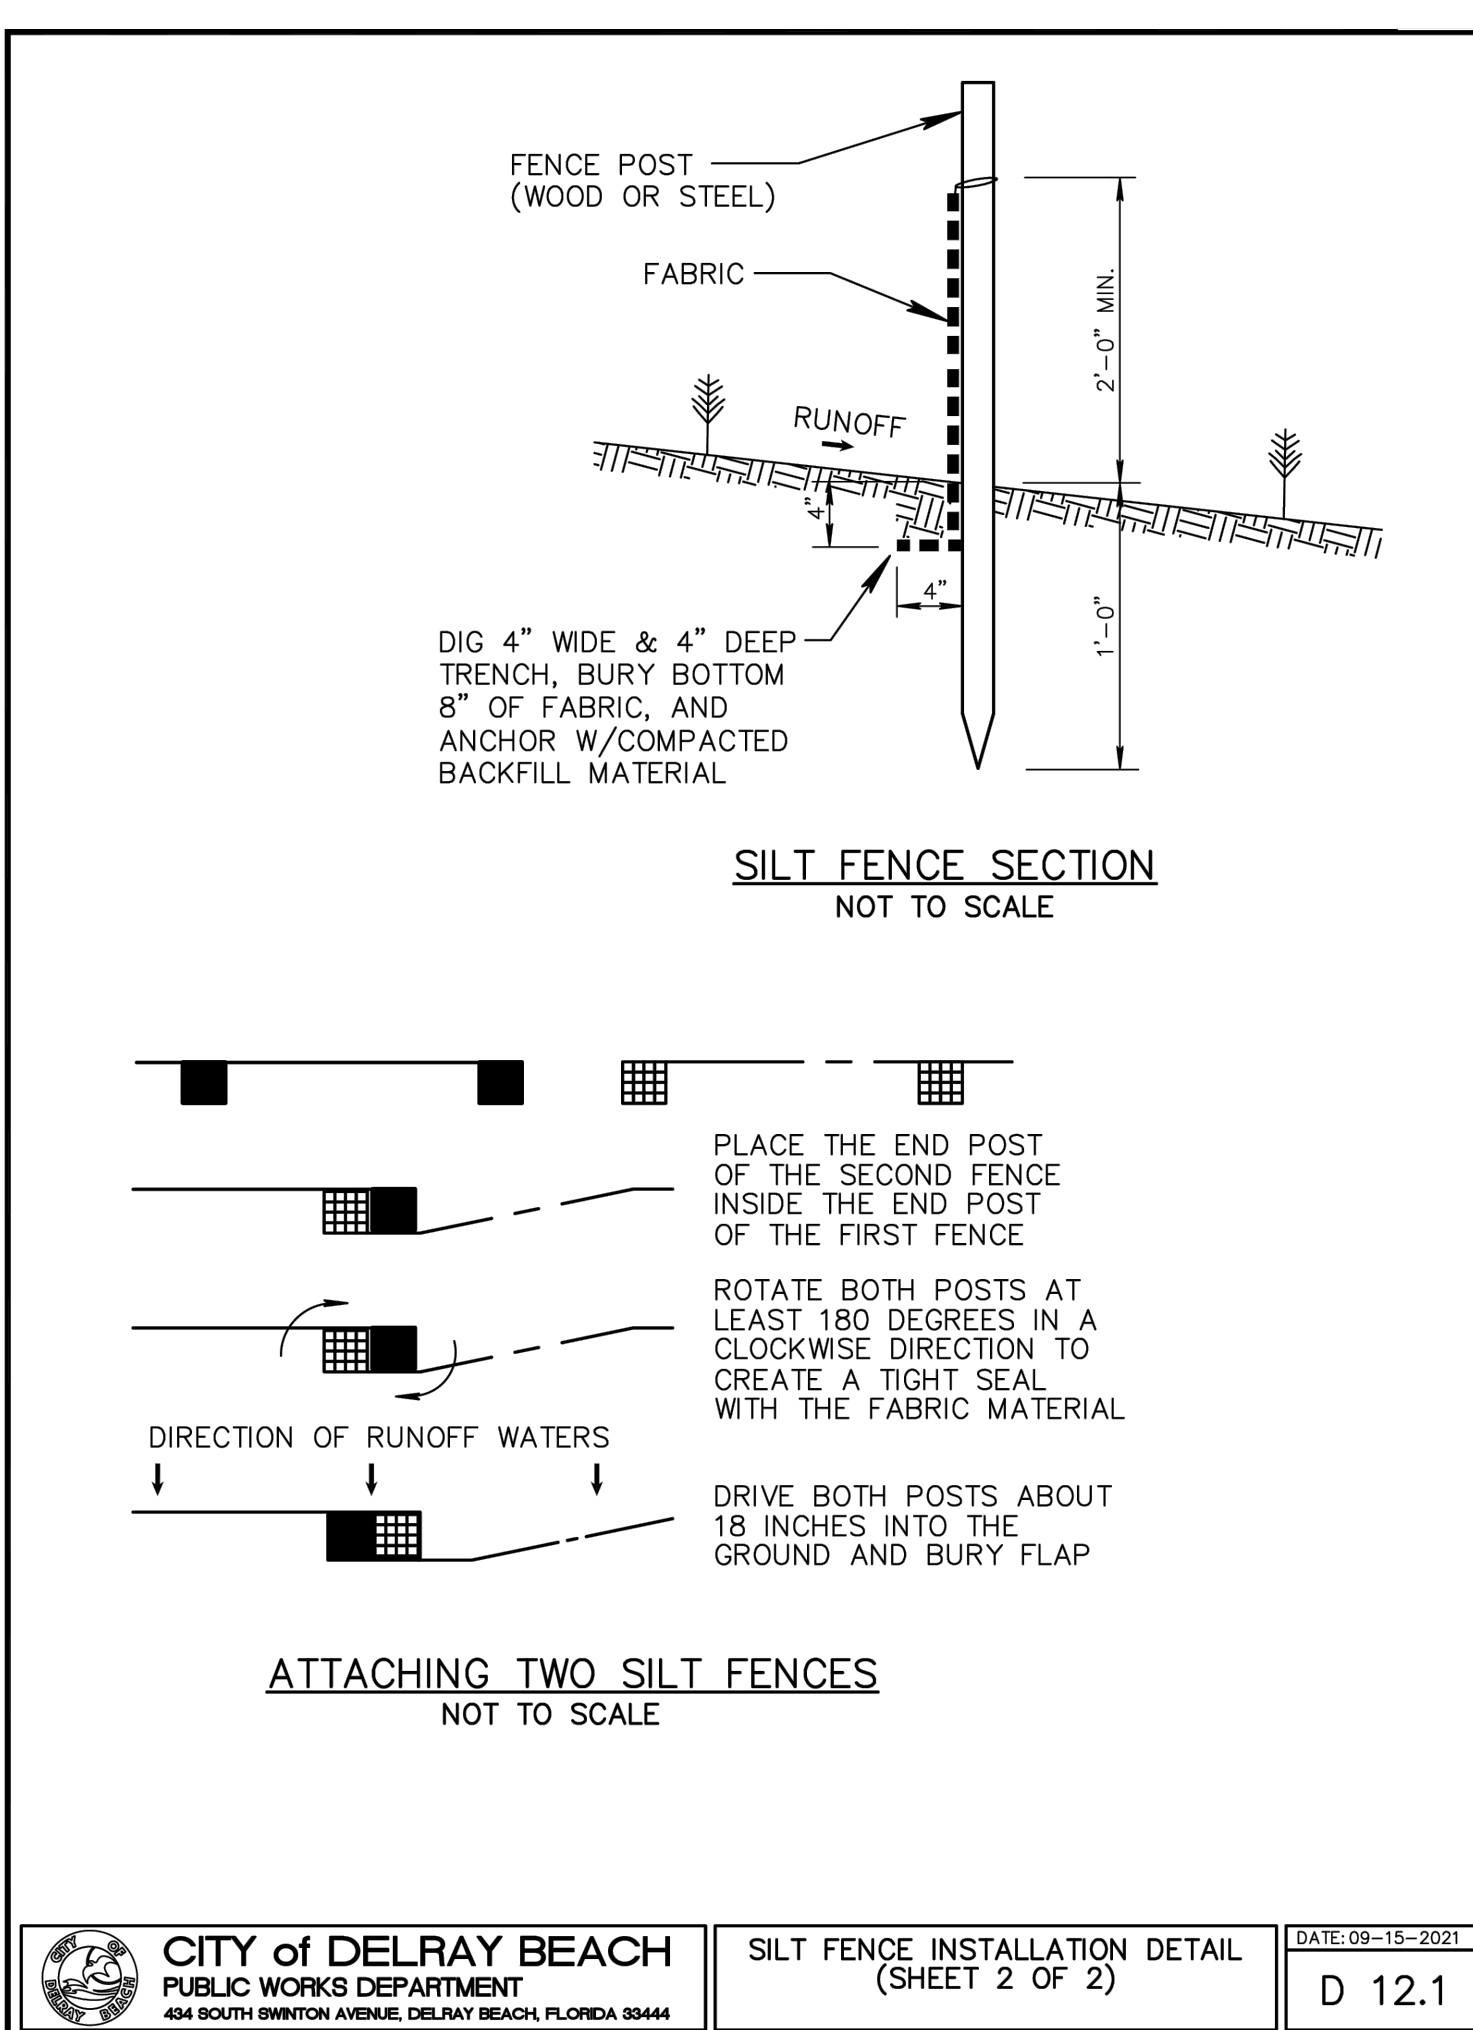 FENCE POST
(WOOD OR STEEL)
FABRIC
2'-0" MIN.
RUNOFF
4"
4"
1'-0"
DIG 4" WIDE & 4" DEEP
TRENCH, BURY BOTTOM
8" OF FABRIC, AND
ANCHOR W/COMPACTED
BACKFILL MATERIAL
SILT FENCE SECTION
NOT TO SCALE
PLACE THE END POST
OF THE SECOND FENCE
INSIDE THE END POST
OF THE FIRST FENCE
ROTATE BOTH POSTS AT
LEAST 180 DEGREES IN A
CLOCKWISE DIRECTION TO
CREATE A TIGHT SEAL
WITH THE FABRIC MATERIAL
DIRECTION OF RUNOFF WATERS
DRIVE BOTH POSTS ABOUT
18 INCHES INTO THE
GROUND AND BURY FLAP
ATTACHING TWO SILT FENCES
NOT TO SCALE
CITY OF
DELRAY BEACH
CITY of DELRAY BEACH
PUBLIC WORKS DEPARTMENT
434 SOUTH SWINTON AVENUE, DELRAY BEACH, FLORIDA 33444
SILT FENCE INSTALLATION DETAIL
(SHEET 2 OF 2)
DATE: 09-15-2021
D 12.1